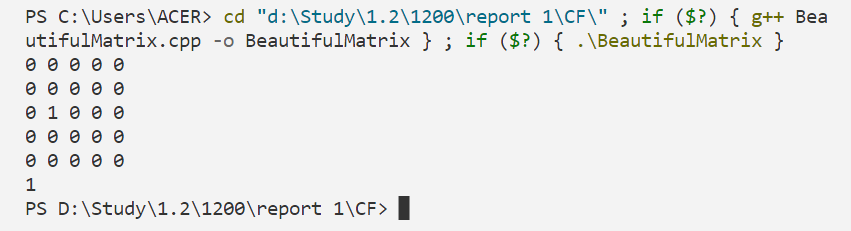 PS C:\Users\ACER> cd "d:\Study\1.2\1200\report 1\CF\" ; if ($?) { g++ Bea
utifulMatrix.cpp -o BeautifulMatrix } ; if ($?) { .\BeautifulMatrix }
0 0 0 0 0
0 0 0 0 0
0 1 0 0 0
0 0 0 0 0
0 0 0 0 0
1
PS D:\Study\1.2\1200\report 1\CF>